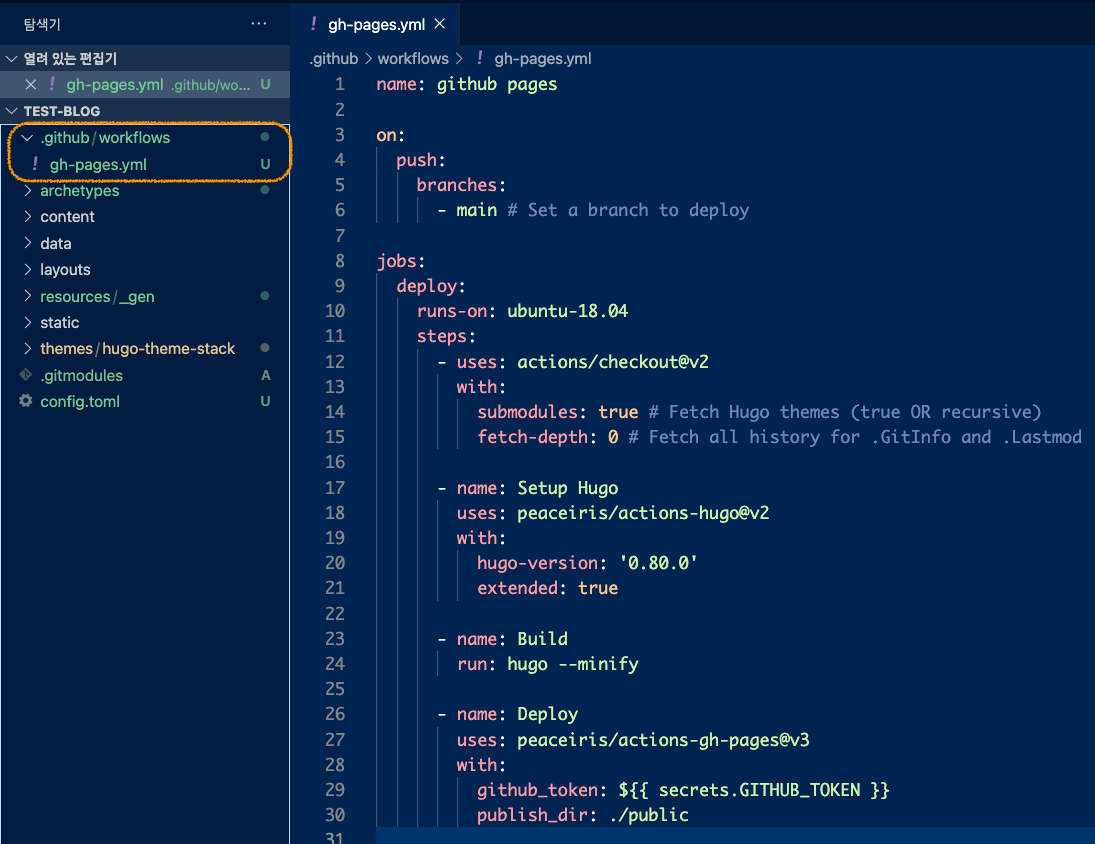 탐색기
···
열려 있는 편집기
! gh-pages.yml .github/wo... U
TEST-BLOG
.github/workflows
! gh-pages.yml U
archetypes
content
data
layouts
resources/_gen
static
themes/hugo-theme-stack
.gitmodules A
config.toml U
! gh-pages.yml
.github > workflows > ! gh-pages.yml
1 name: github pages
2
3 on:
4 push:
5 branches:
6 - main # Set a branch to deploy
7
8 jobs:
9 deploy:
10 runs-on: ubuntu-18.04
11 steps:
12 - uses: actions/checkout@v2
13 with:
14 submodules: true # Fetch Hugo themes (true OR recursive)
15 fetch-depth: 0 # Fetch all history for .GitInfo and .Lastmod
16
17 - name: Setup Hugo
18 uses: peaceiris/actions-hugo@v2
19 with:
20 hugo-version: '0.80.0'
21 extended: true
22
23 - name: Build
24 run: hugo --minify
25
26 - name: Deploy
27 uses: peaceiris/actions-gh-pages@v3
28 with:
29 github_token: ${{ secrets.GITHUB_TOKEN }}
30 publish_dir: ./public
31